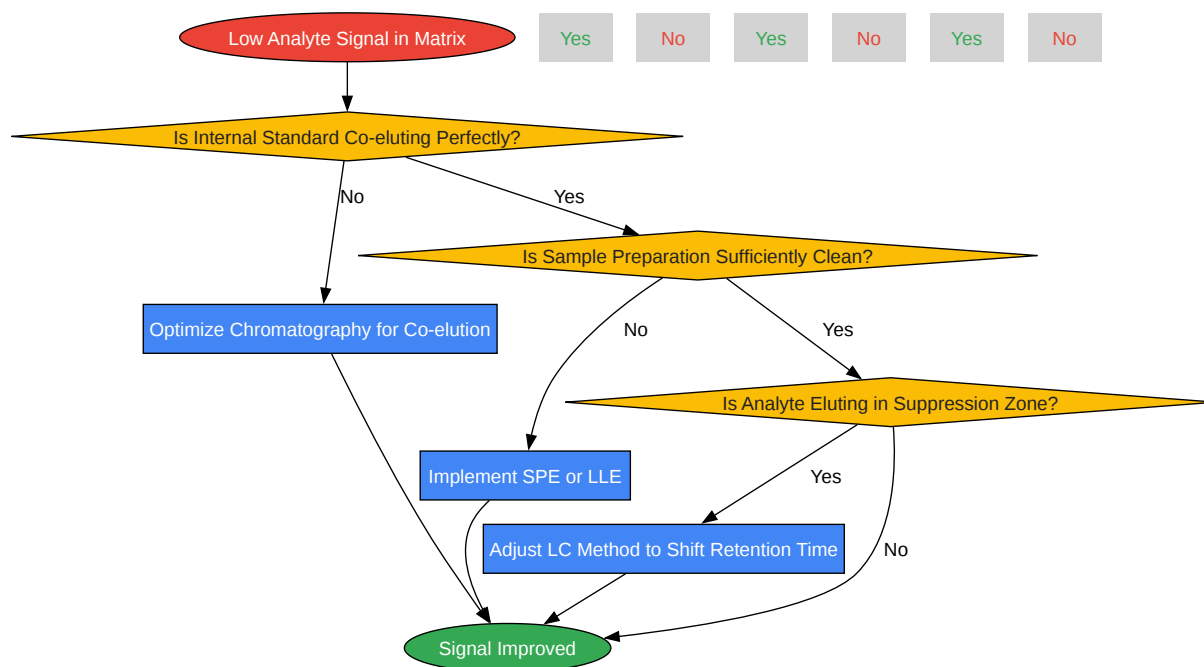 Low Analyte Signal in Matrix
Yes
No
Yes
No
Yes
No
Is Internal Standard Co-eluting Perfectly?
No
Yes
Is Sample Preparation Sufficiently Clean?
Optimize Chromatography for Co-elution
No
Yes
Is Analyte Eluting in Suppression Zone?
Implement SPE or LLE
Yes
Adjust LC Method to Shift Retention Time
No
Signal Improved